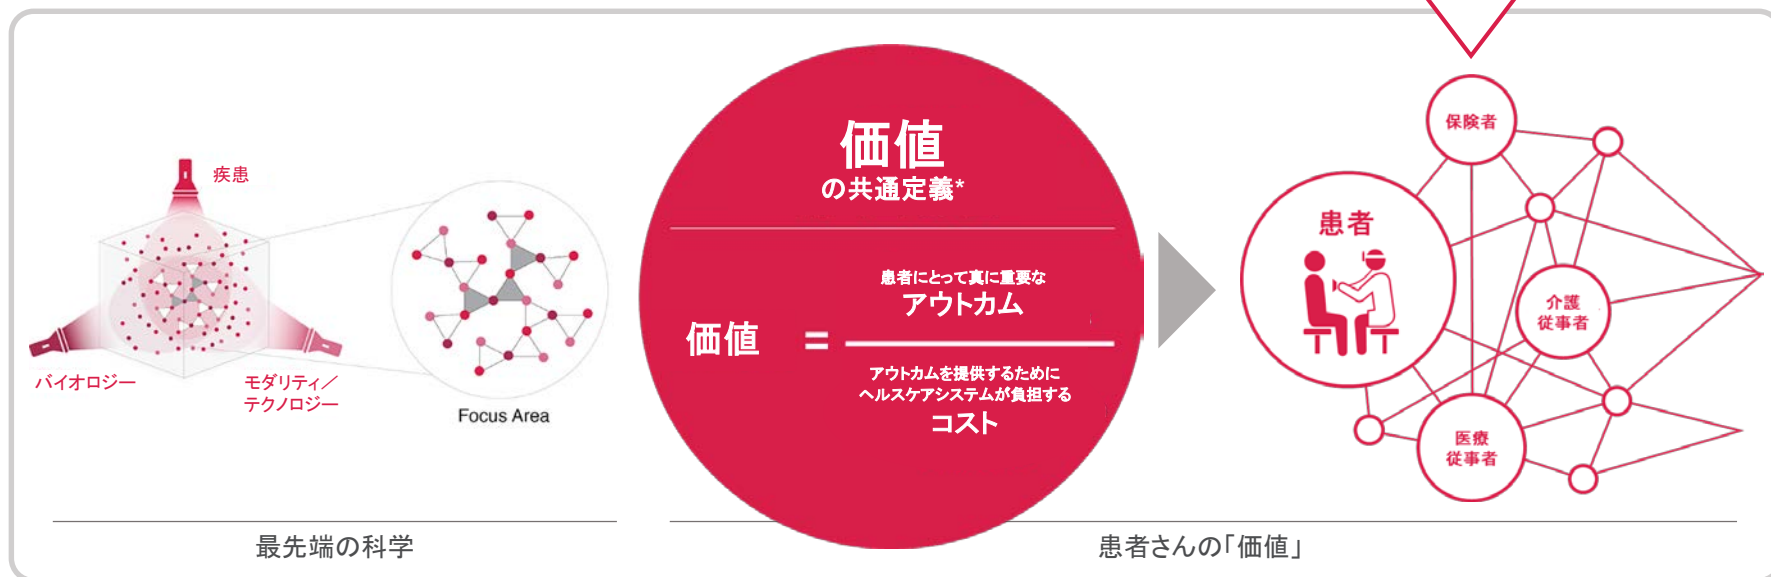 疾患
バイオロジー
モダリティ／
テクノロジー
Focus Area
最先端の科学
価値
の共通定義*
価値
=
患者にとって真に重要な
アウトカム
アウトカムを提供するために
ヘルスケアシステムが負担する
コスト
保険者
患者
介護
従事者
医療
従事者
患者さんの「価値」